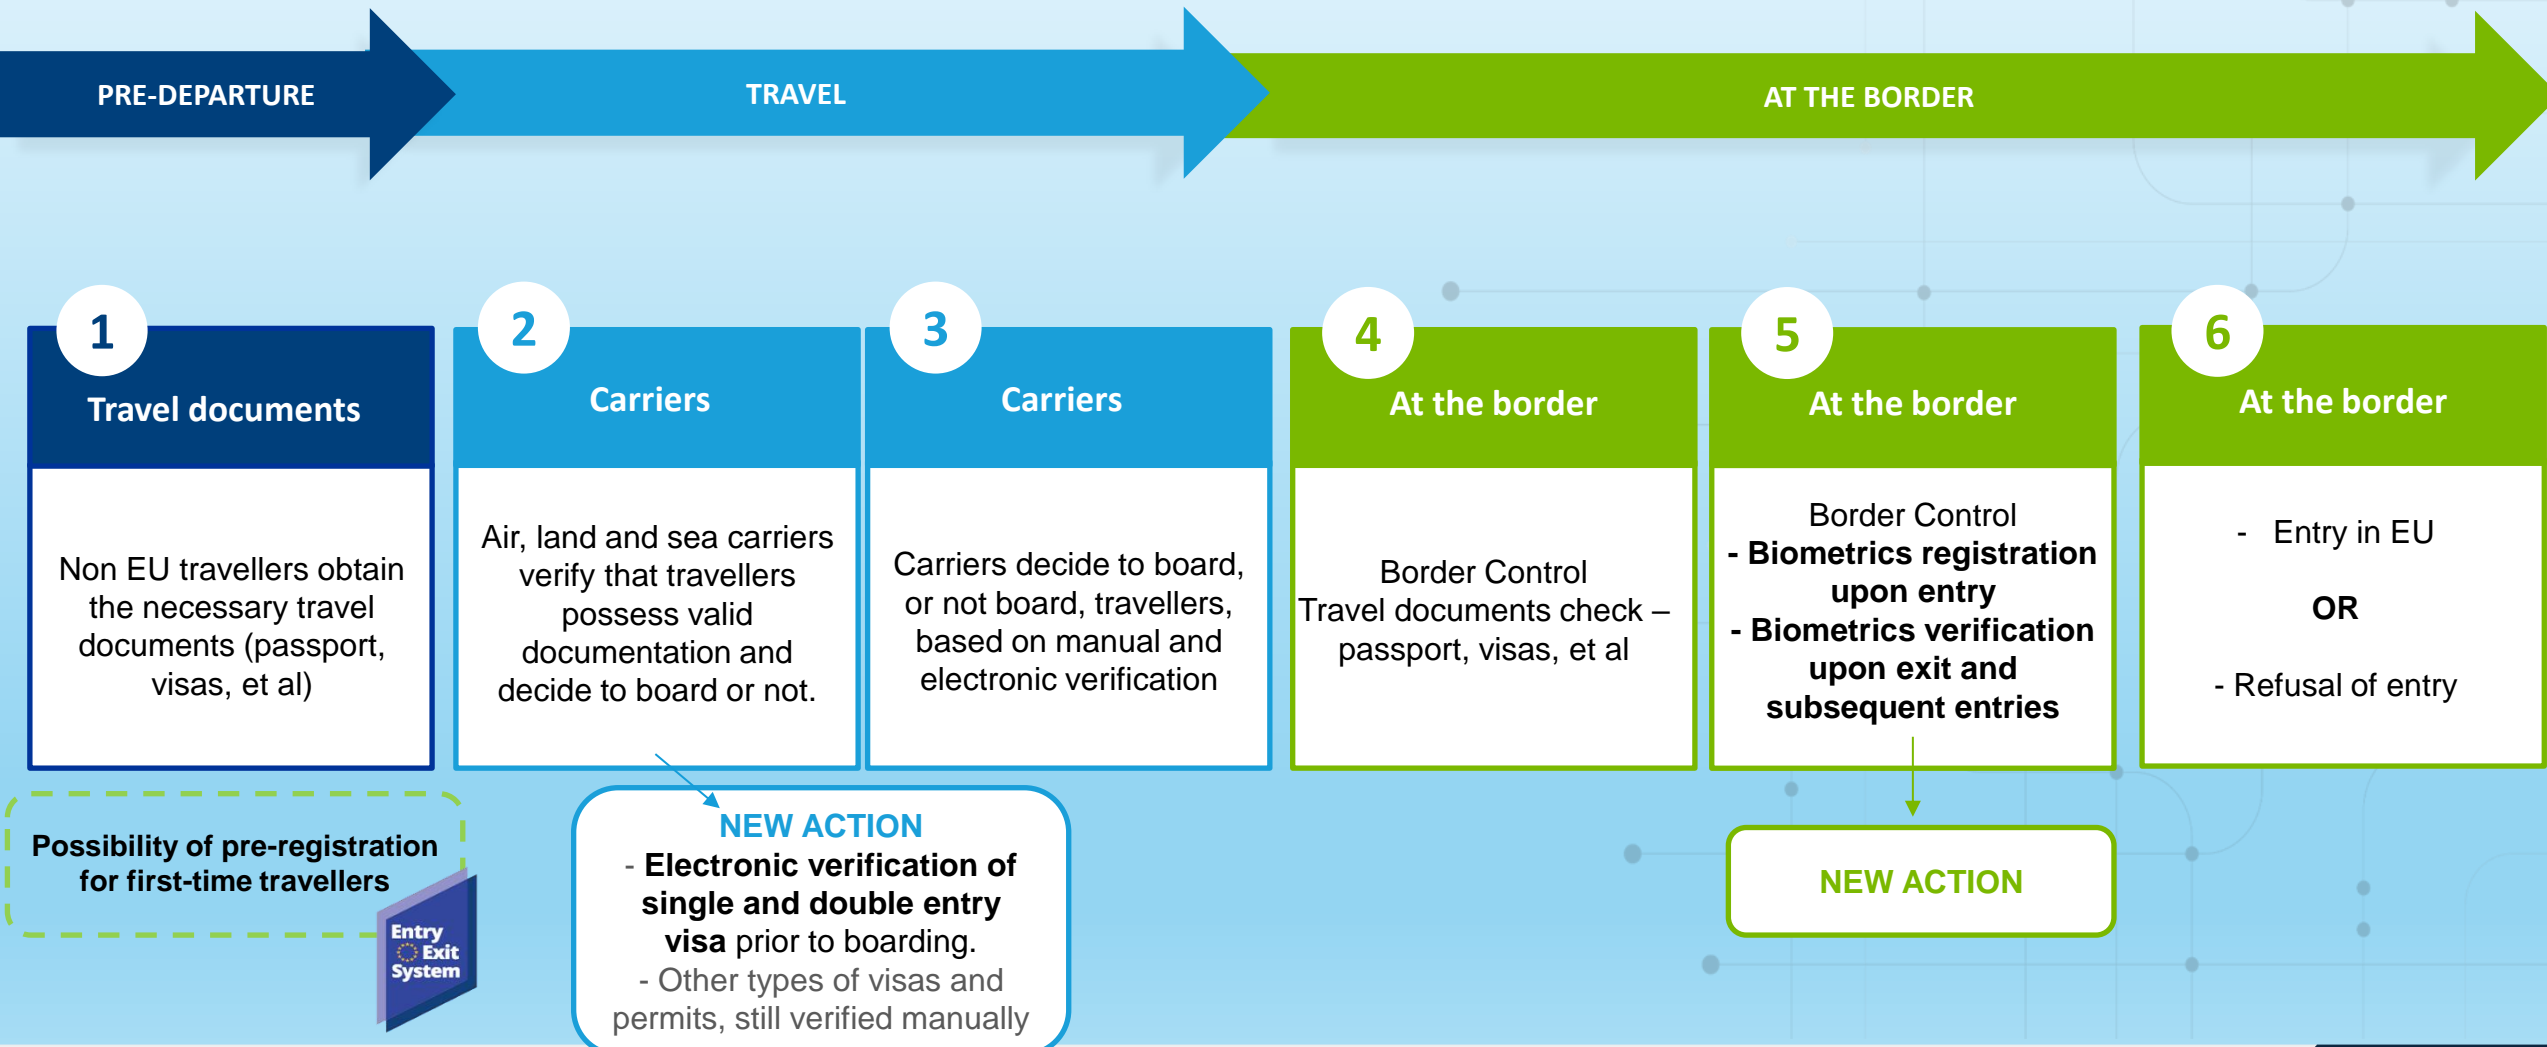 PRE-DEPARTURE
TRAVEL
AT THE BORDER
1
Travel documents
Non EU travellers obtain
the necessary travel
documents (passport,
visas, et al)
Possibility of pre-registration
for first-time travellers
Entry
Exit
System
2
Carriers
Air, land and sea carriers
verify that travellers
possess valid
documentation and
decide to board or not.
NEW ACTION
- Electronic verification of
single and double entry
visa prior to boarding.
- Other types of visas and
permits, still verified manually
3
Carriers
Carriers decide to board,
or not board, travellers,
based on manual and
electronic verification
4
At the border
Border Control
Travel documents check –
passport, visas, et al
5
At the border
Border Control
- Biometrics registration
upon entry
- Biometrics verification
upon exit and
subsequent entries
NEW ACTION
6
At the border
- Entry in EU
OR
- Refusal of entry